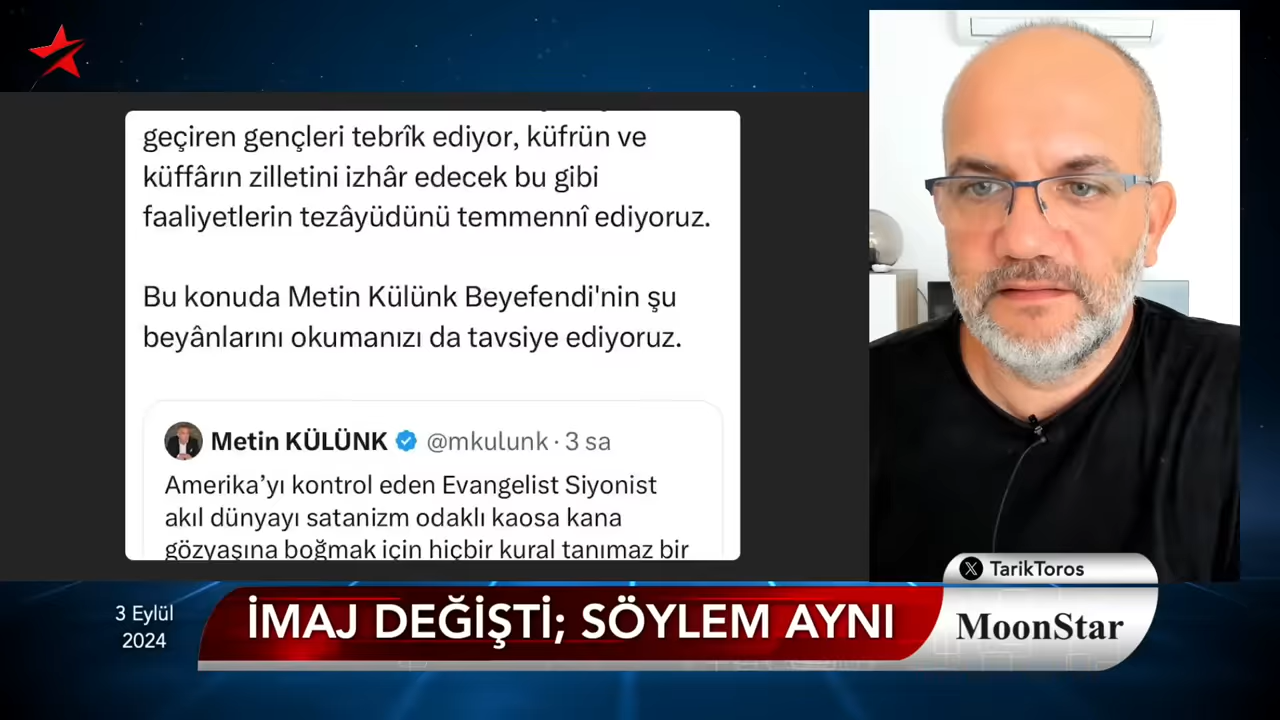 geçiren gençleri tebrîk ediyor, küfrün ve
küffârın zilletini izhâr edecek bu gibi
faaliyetlerin tezâyüdünü temmennî ediyoruz.
Bu konuda Metin Külünk Beyefendi'nin şu
beyânlarını okumanızı da tavsiye ediyoruz.
Metin KÜLÜNK @mkulunk · 3 sa
Amerika’yı kontrol eden Evangelist Siyonist
akıl dünyayı satanizm odaklı kaosa kana
gözyaşına boğmak için hiçbir kural tanımaz bir
TarikToros
3 Eylül
2024
İMAJ DEĞİŞTİ; SÖYLEM AYNI
MoonStar